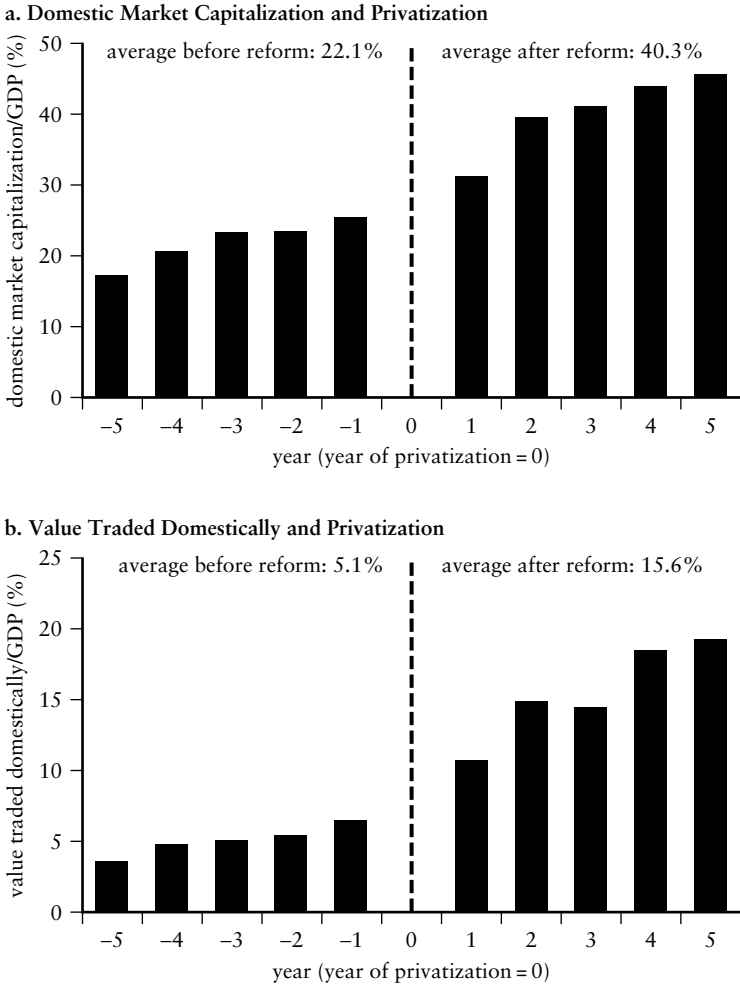 a. Domestic Market Capitalization and Privatization
domestic market capitalization/GDP (%)
50
average before reform: 22.1%
average after reform: 40.3%
40
30
20
10
0
–5 –4 –3 –2 –1 0 1 2 3 4 5
year (year of privatization = 0)
b. Value Traded Domestically and Privatization
value traded domestically/GDP (%)
25
average before reform: 5.1%
average after reform: 15.6%
20
15
10
5
0
–5 –4 –3 –2 –1 0 1 2 3 4 5
year (year of privatization = 0)